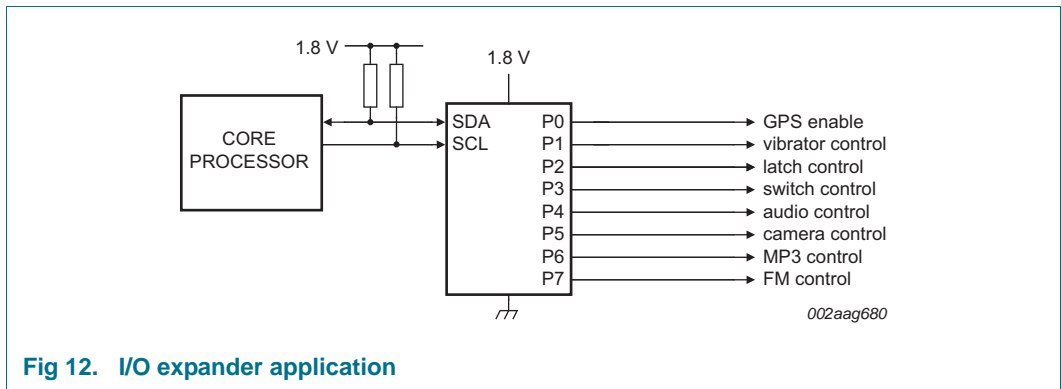 1.8 V
1.8 V
CORE
PROCESSOR
SDA
SCL
P0
P1
P2
P3
P4
P5
P6
P7
GPS enable
vibrator control
latch control
switch control
audio control
camera control
MP3 control
FM control
002aag680
Fig 12. I/O expander application